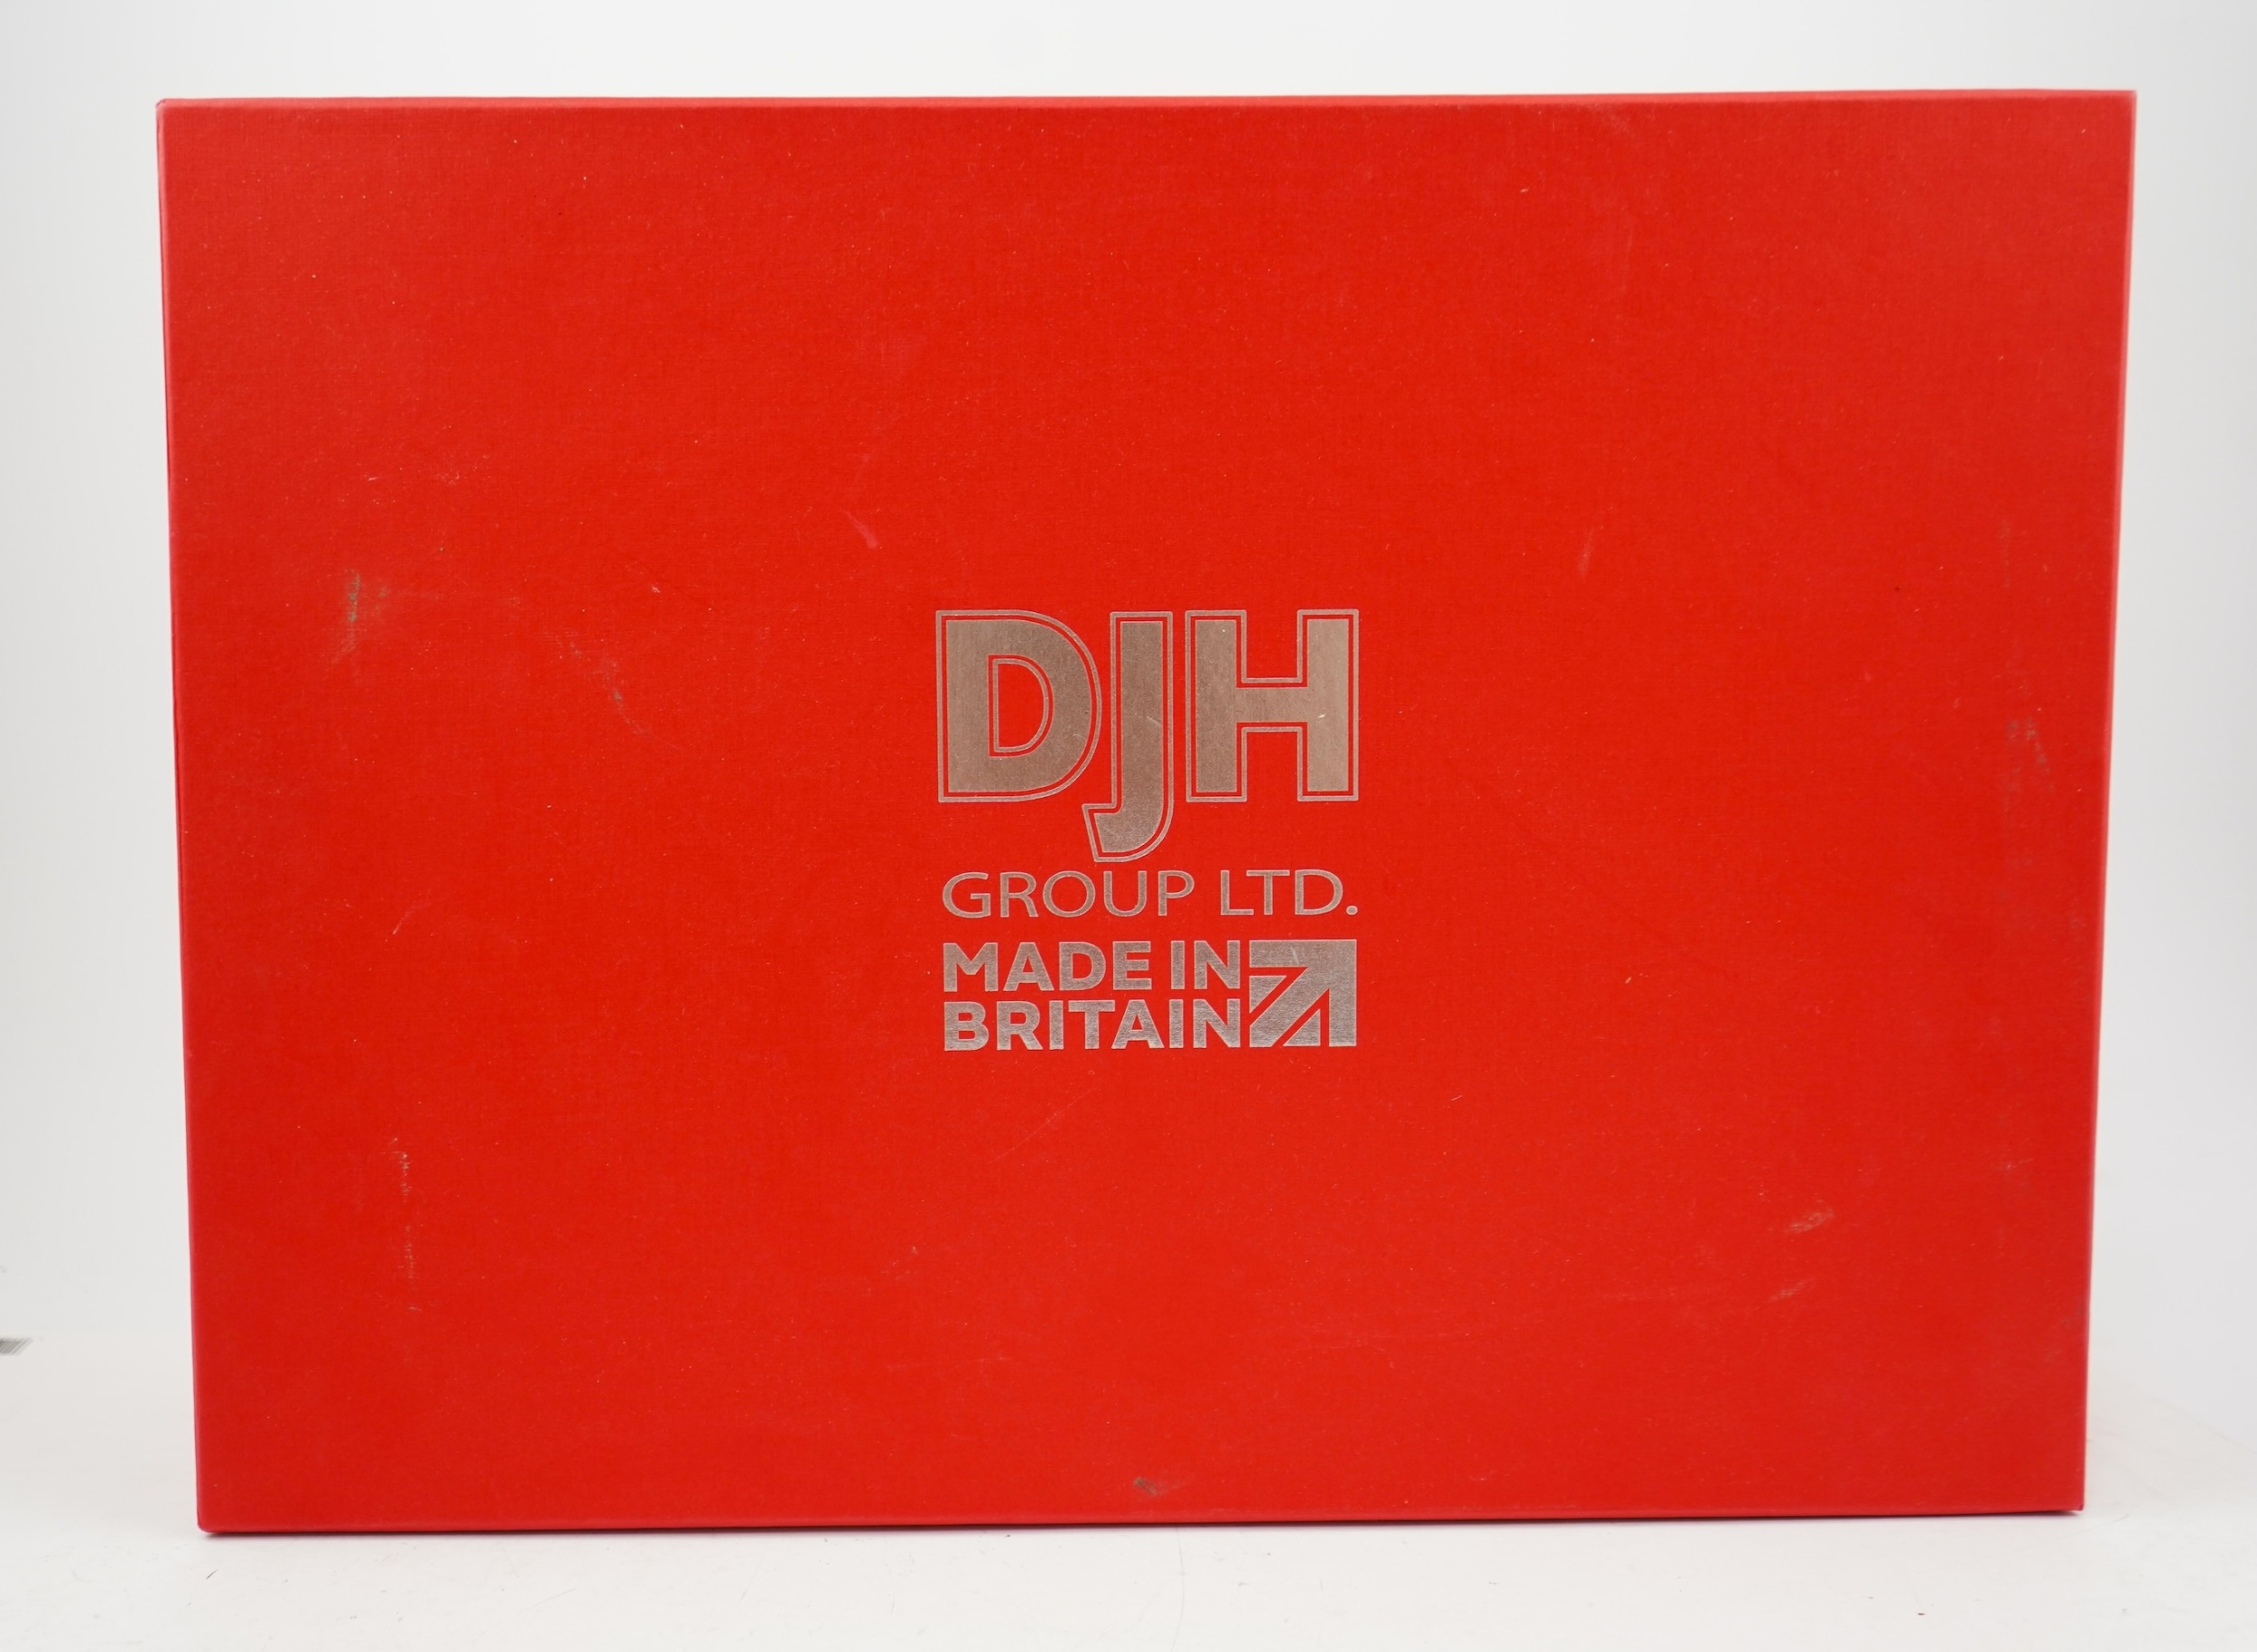 DJH
GROUP LTD.
MADE IN
BRITAIN